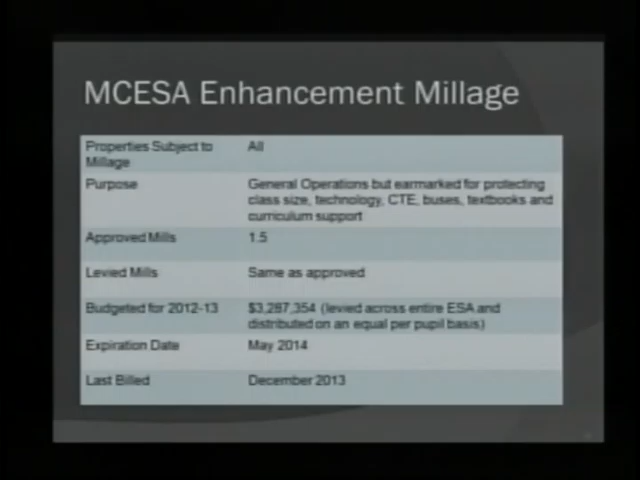 MCESA Enhancement Millage
Properties Subject to
Millage
All
Purpose
General Operations but earmarked for protecting
class size, technology, CTE, buses, textbooks and
curriculum support
Approved Mills
1.5
Levied Mills
Same as approved
Budgeted for 2012-13
$3,287,354 (levied across entire ESA and
distributed on an equal per pupil basis)
Expiration Date
May 2014
Last Billed
December 2013